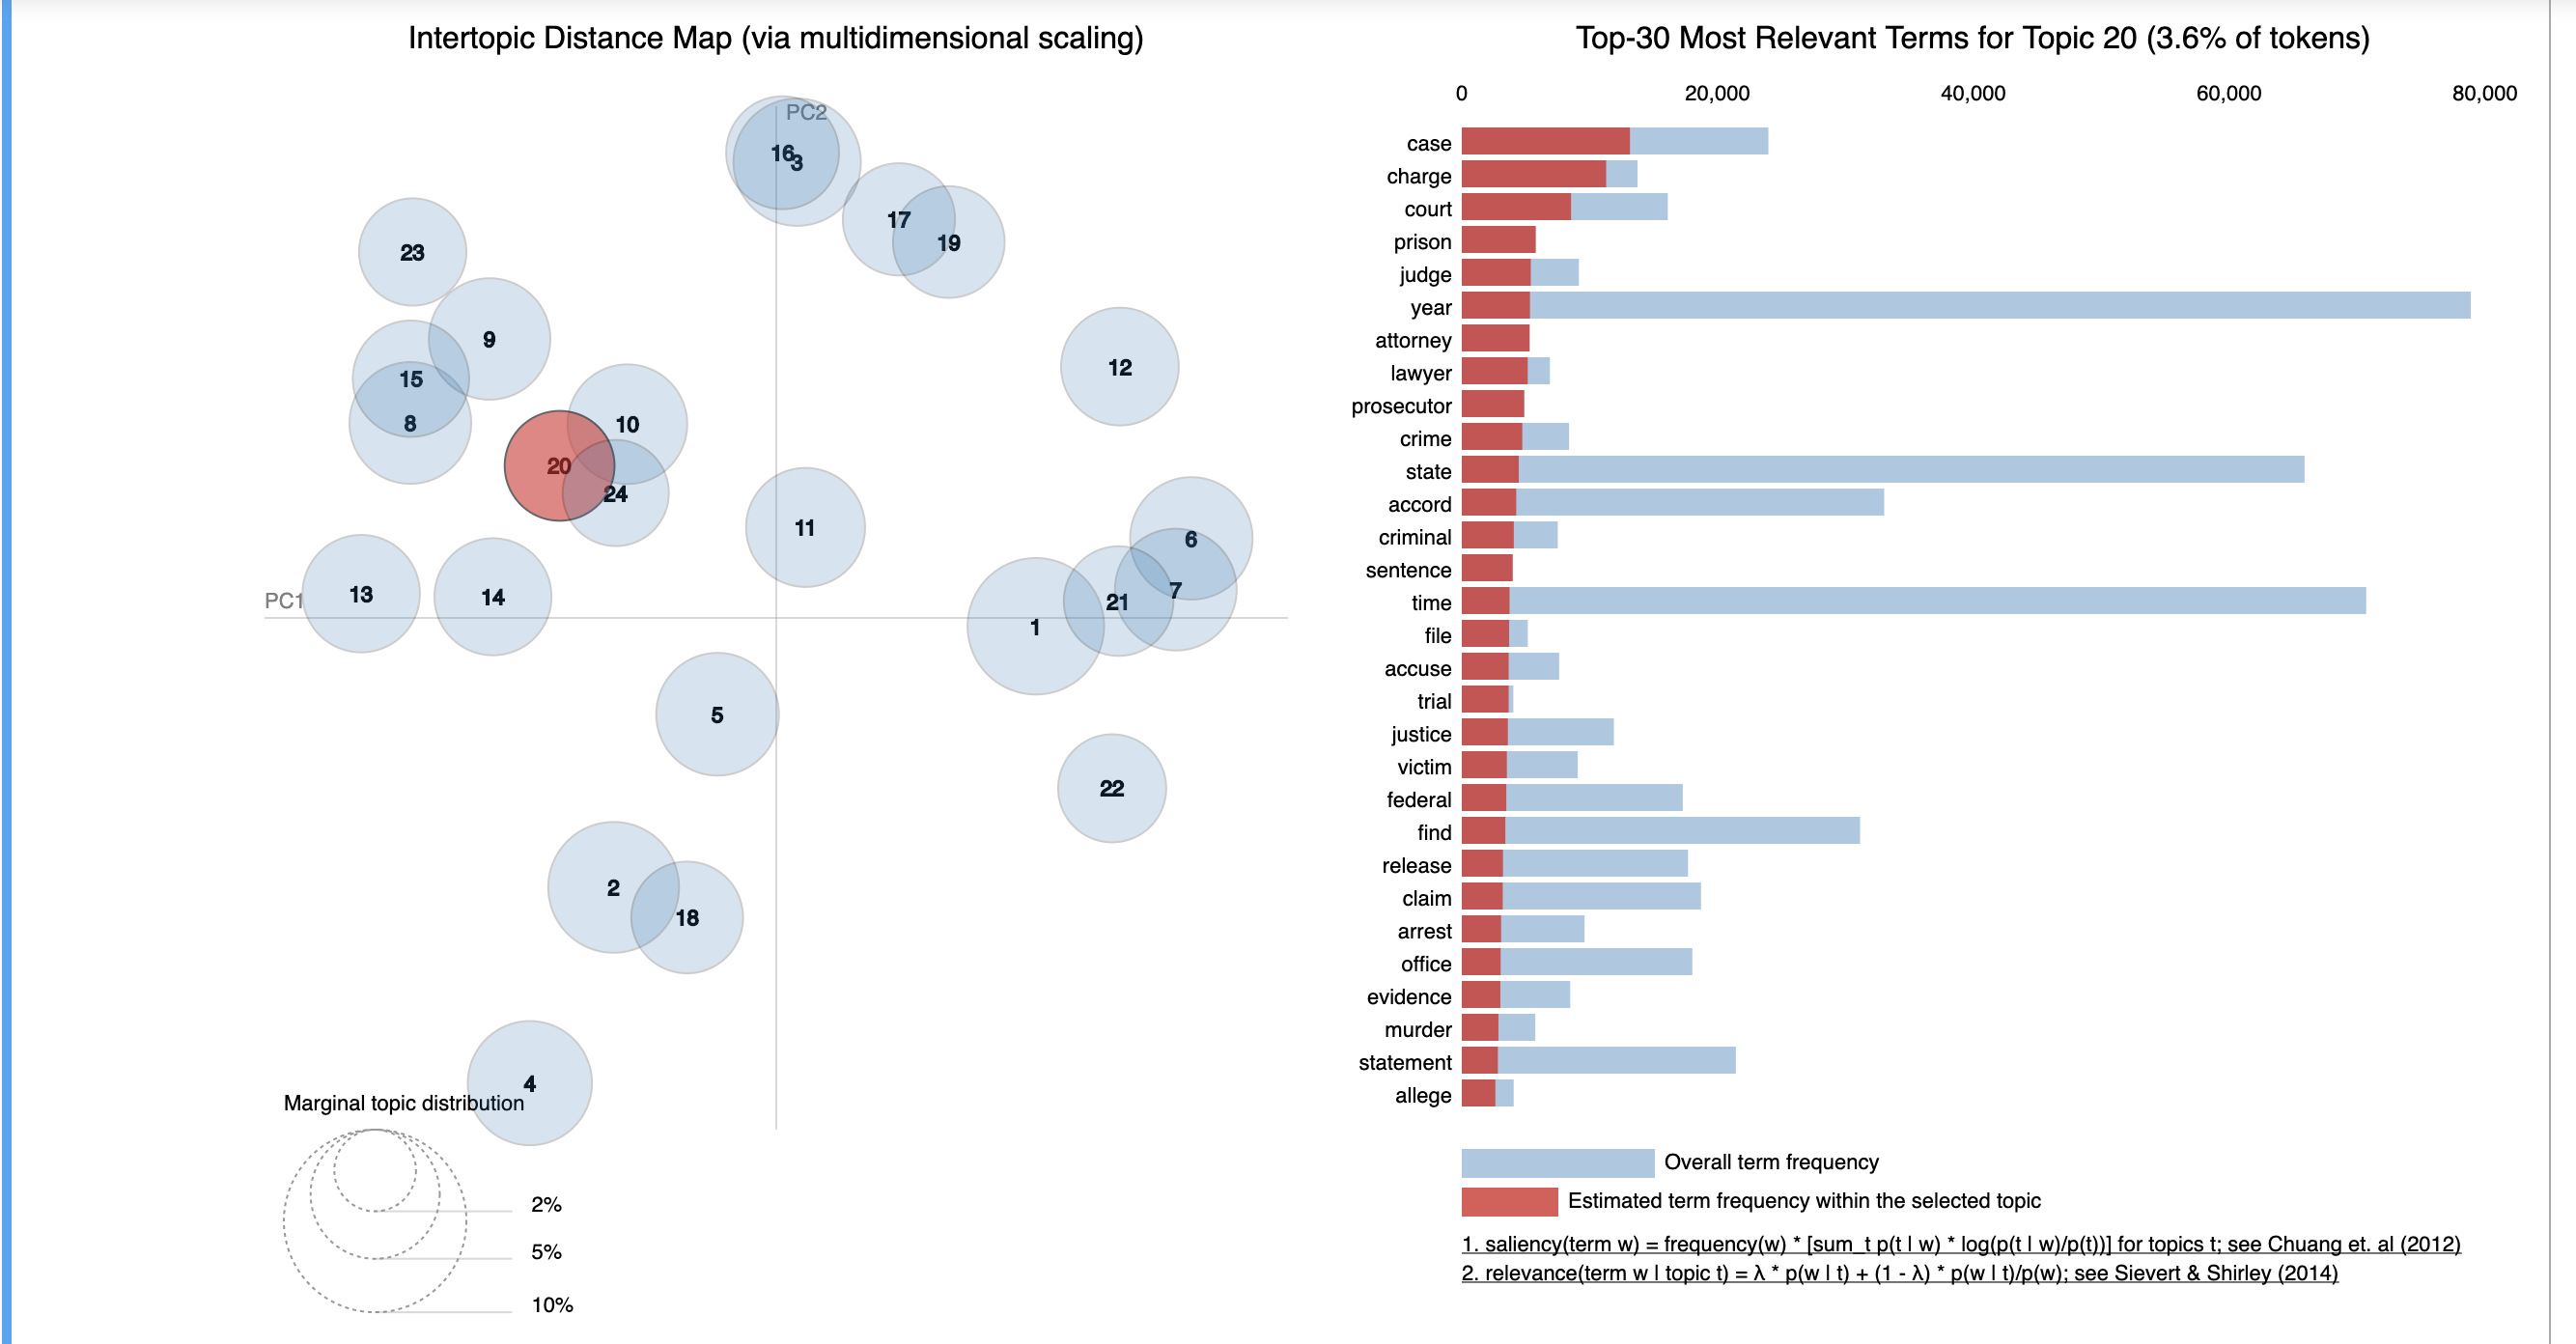 Intertopic Distance Map (via multidimensional scaling)
PC2
16
3
17
19
23
9
12
15
8
10
20
24
11
6
7
13
14
PC1
21
1
5
22
2
18
4
Marginal topic distribution
2%
5%
10%
Top-30 Most Relevant Terms for Topic 20 (3.6% of tokens)
0 20,000 40,000 60,000 80,000
case
charge
court
prison
judge
year
attorney
lawyer
prosecutor
crime
state
accord
criminal
sentence
time
file
accuse
trial
justice
victim
federal
find
release
claim
arrest
office
evidence
murder
statement
allege
Overall term frequency
Estimated term frequency within the selected topic
1. saliency(term w) = frequency(w) * [sum_t p(t | w) * log(p(t | w)/p(t))] for topics t; see Chuang et. al (2012)
2. relevance(term w | topic t) = λ * p(w | t) + (1 - λ) * p(w | t)/p(w); see Sievert & Shirley (2014)